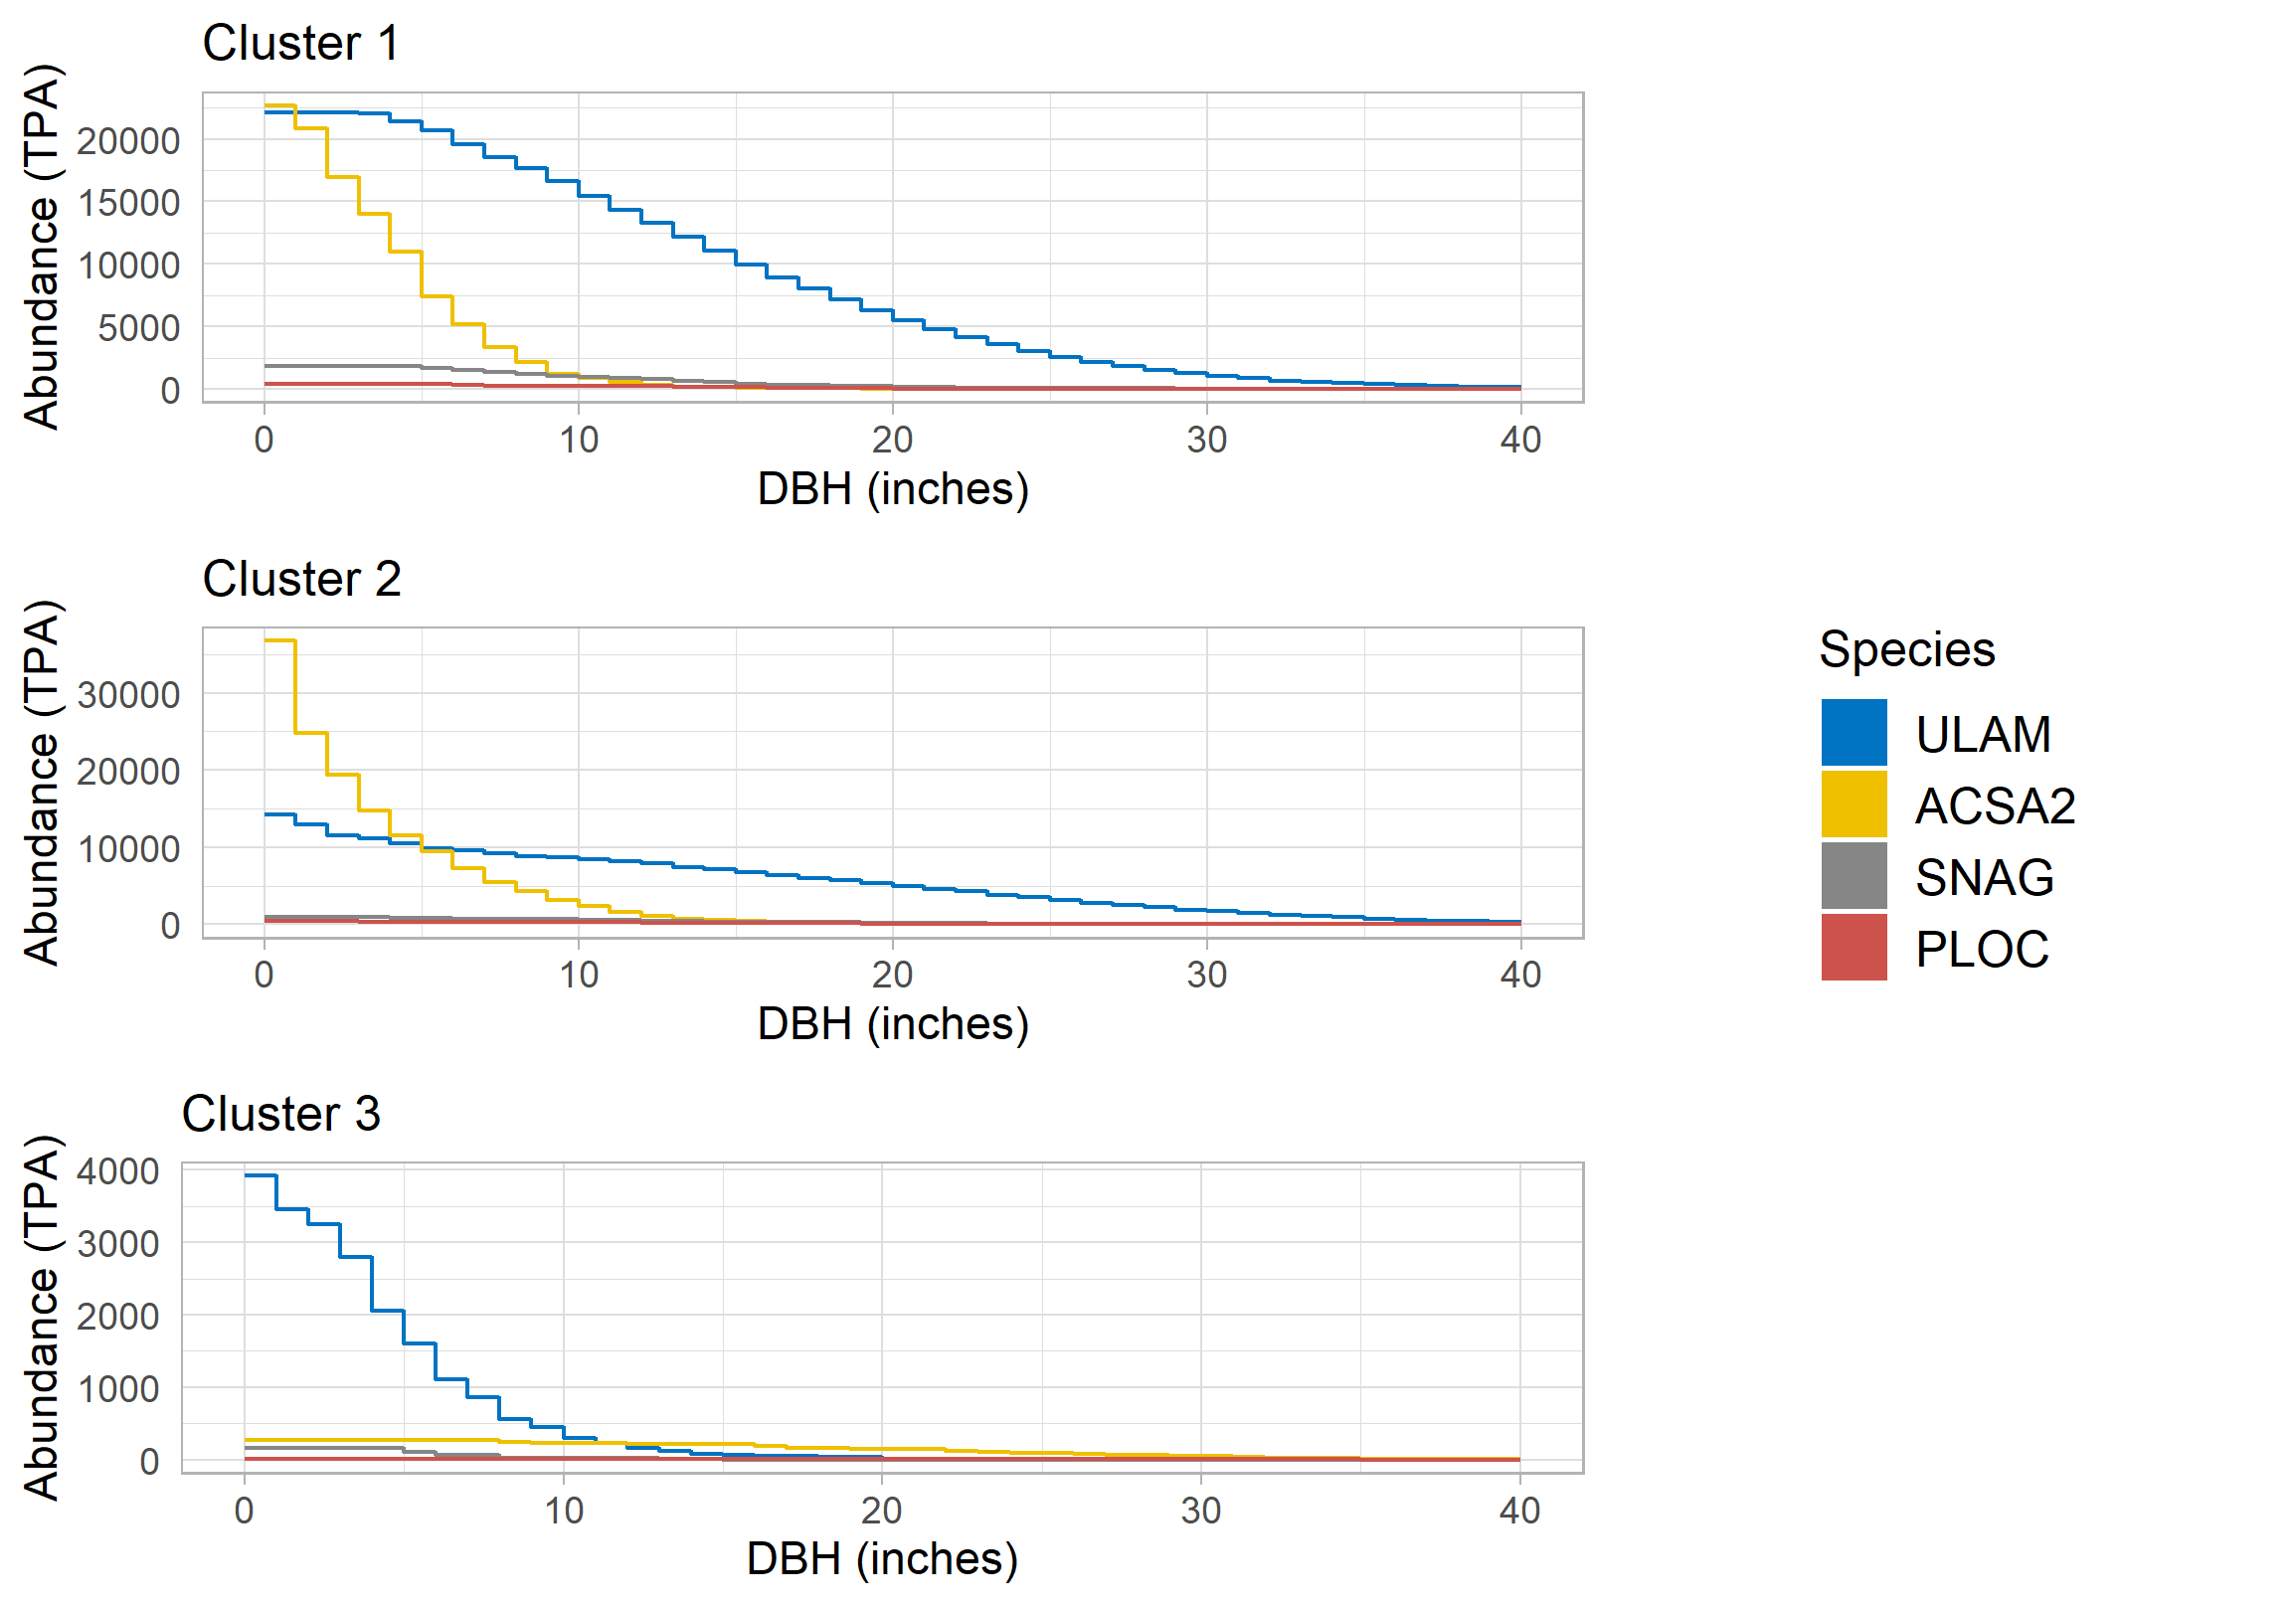 Cluster 1
Abundance (TPA)
20000
15000
10000
5000
0
0 10 20 30 40
DBH (inches)
Cluster 2
Abundance (TPA)
30000
20000
10000
0
0 10 20 30 40
DBH (inches)
Species
ULAM
ACSA2
SNAG
PLOC
Cluster 3
Abundance (TPA)
4000
3000
2000
1000
0
0 10 20 30 40
DBH (inches)